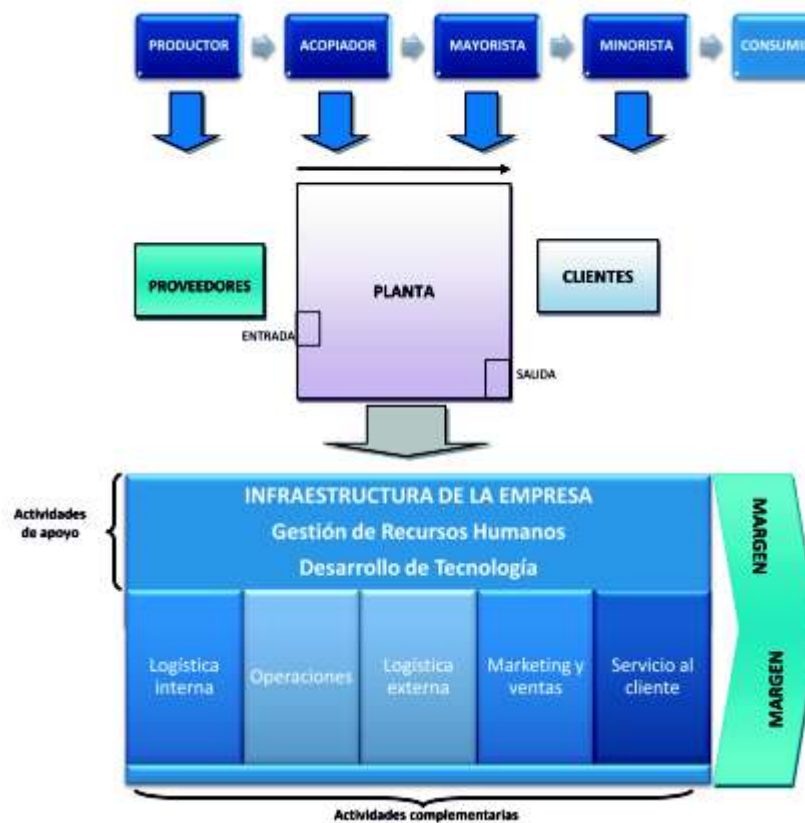 PRODUCTOR
ACOPIADOR
MAYORISTA
MINORISTA
CONSUMI
PROVEEDORES
PLANTA
CLIENTES
ENTRADA
SALIDA
Actividades
de apoyo
INFRAESTRUCTURA DE LA EMPRESA
Gestión de Recursos Humanos
Desarrollo de Tecnología
MARGEN
Logística
interna
Operaciones
Logística
externa
Marketing y
ventas
Servicio al
cliente
MARGEN
Actividades complementarias